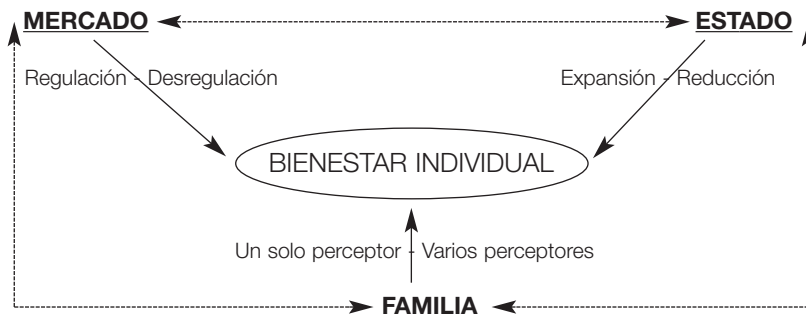 MERCADO ESTADO
Regulación - Desregulación Expansión - Reducción
BIENESTAR INDIVIDUAL
Un solo perceptor - Varios perceptores
FAMILIA